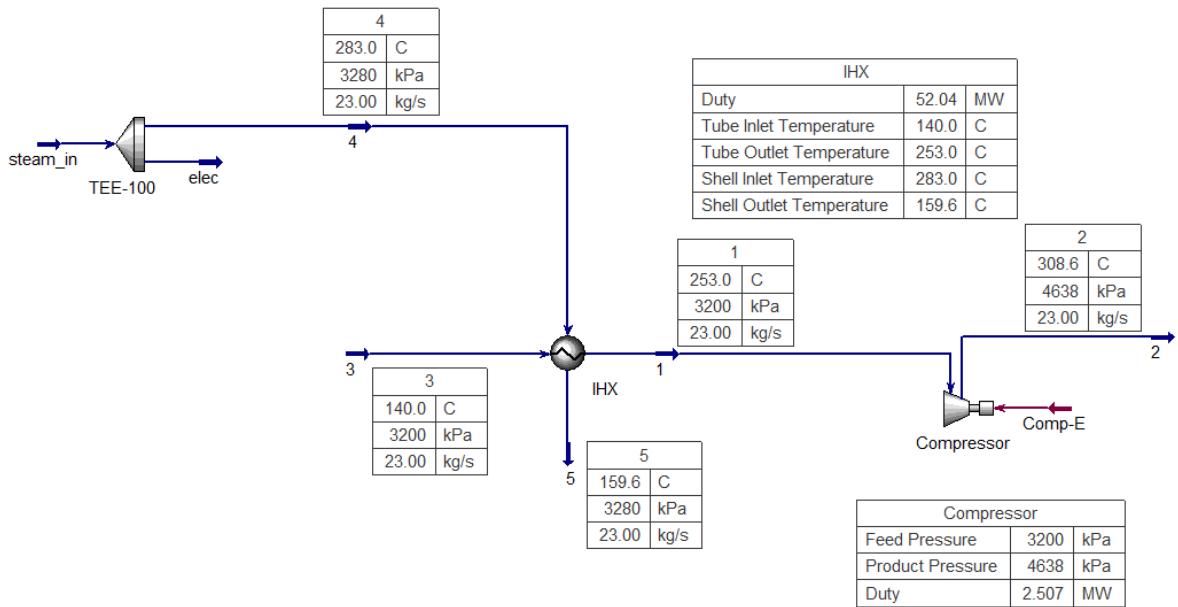 4
283.0 C
3280 kPa
23.00 kg/s
IHX
Duty 52.04 MW
Tube Inlet Temperature 140.0 C
Tube Outlet Temperature 253.0 C
Shell Inlet Temperature 283.0 C
Shell Outlet Temperature 159.6 C
steam_in
TEE-100
elec
4
1
253.0 C
3200 kPa
23.00 kg/s
2
308.6 C
4638 kPa
23.00 kg/s
3
IHX
1
2
3
140.0 C
3200 kPa
23.00 kg/s
Compressor
Comp-E
5
5
159.6 C
3280 kPa
23.00 kg/s
Compressor
Feed Pressure 3200 kPa
Product Pressure 4638 kPa
Duty 2.507 MW